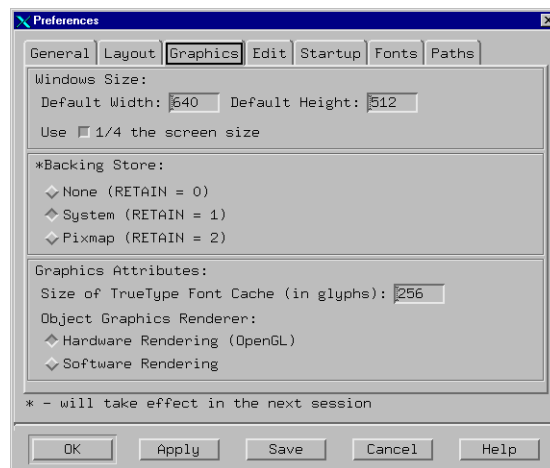 Preferences
General Layout Graphics Edit Startup Fonts Paths
Windows Size:
Default Width: 640 Default Height: 512
Use 1/4 the screen size
*Backing Store:
None (RETAIN = 0)
System (RETAIN = 1)
Pixmap (RETAIN = 2)
Graphics Attributes:
Size of TrueType Font Cache (in glyphs): 256
Object Graphics Renderer:
Hardware Rendering (OpenGL)
Software Rendering
* - will take effect in the next session
OK Apply Save Cancel Help